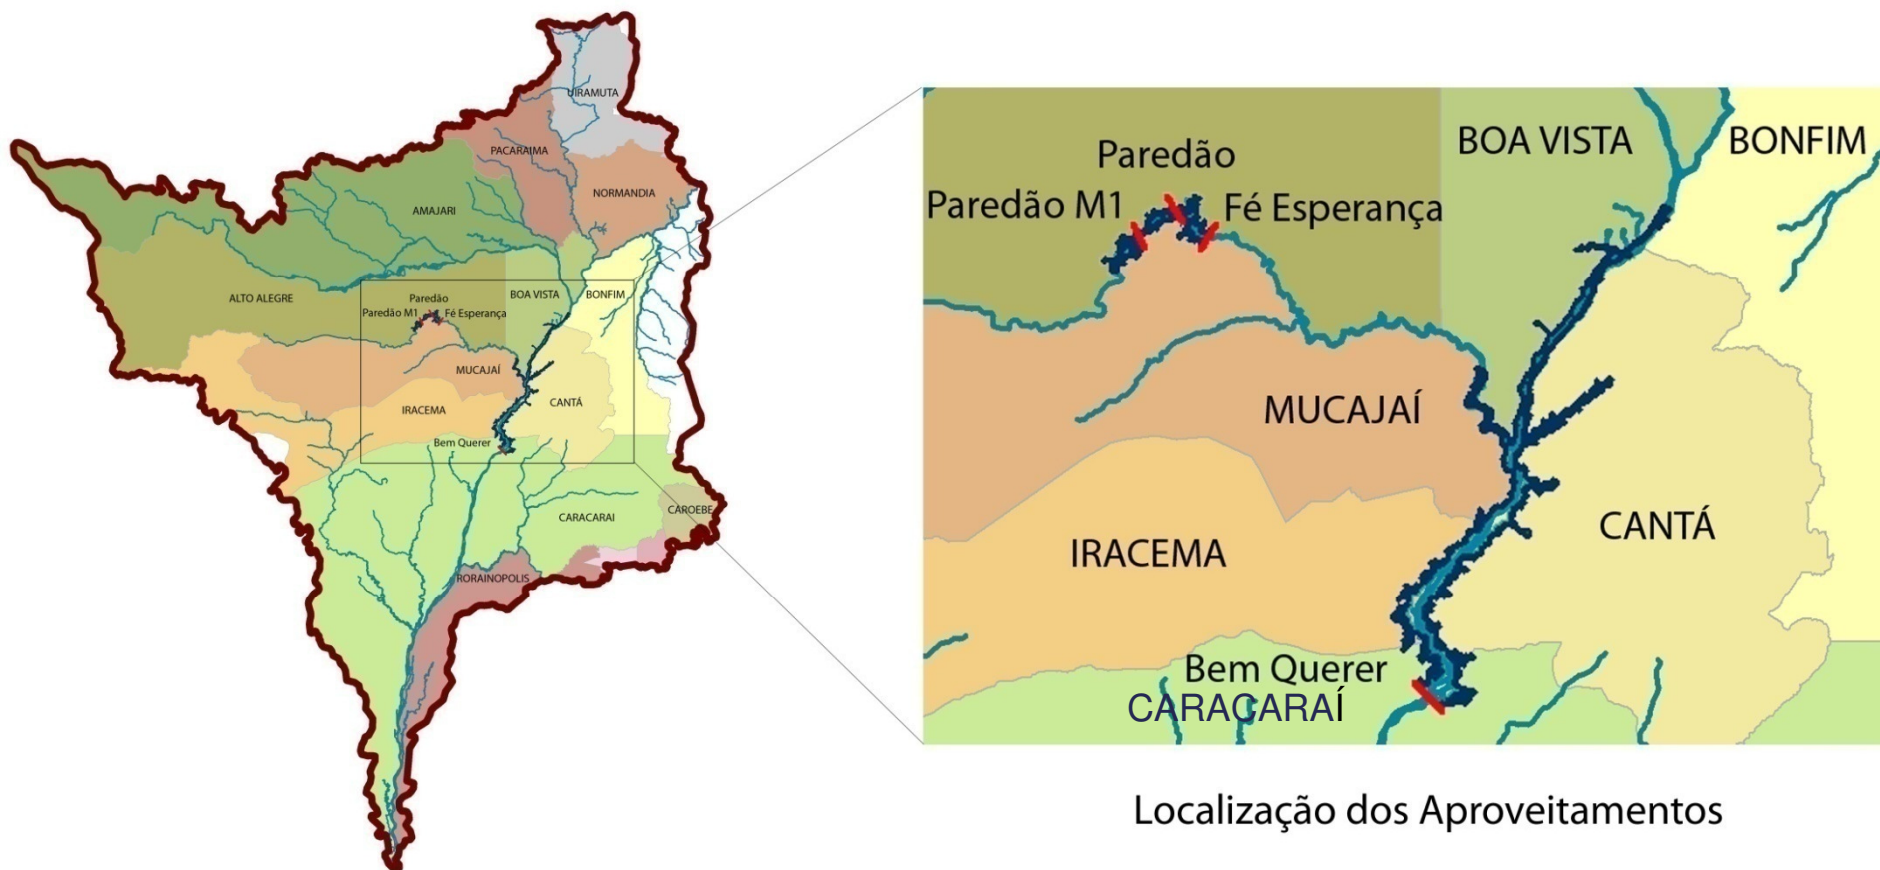 UIRAMUTA
PACARAIMA
NORMANDIA
AMAJARI
ALTO ALEGRE
BOA VISTA
BONFIM
Paredão
Paredão M1
Fé Esperança
MUCAJAÍ
IRACEMA
CANTÁ
Bem Querer
CARACARAI
CAROEBE
RORAINOPOLIS
BOA VISTA
BONFIM
Paredão
Paredão M1
Fé Esperança
MUCAJAÍ
CANTÁ
IRACEMA
Bem Querer
CARACARAÍ
Localização dos Aproveitamentos